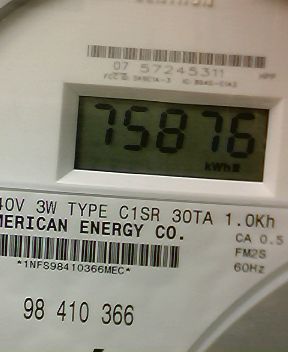 07 57245311
75876
kWh
40V 3W TYPE C1SR 30TA 1.0Kh
MERICAN ENERGY CO.
CA 0.5
FM2S
*1NFS98410366MEC*
60Hz
98 410 366